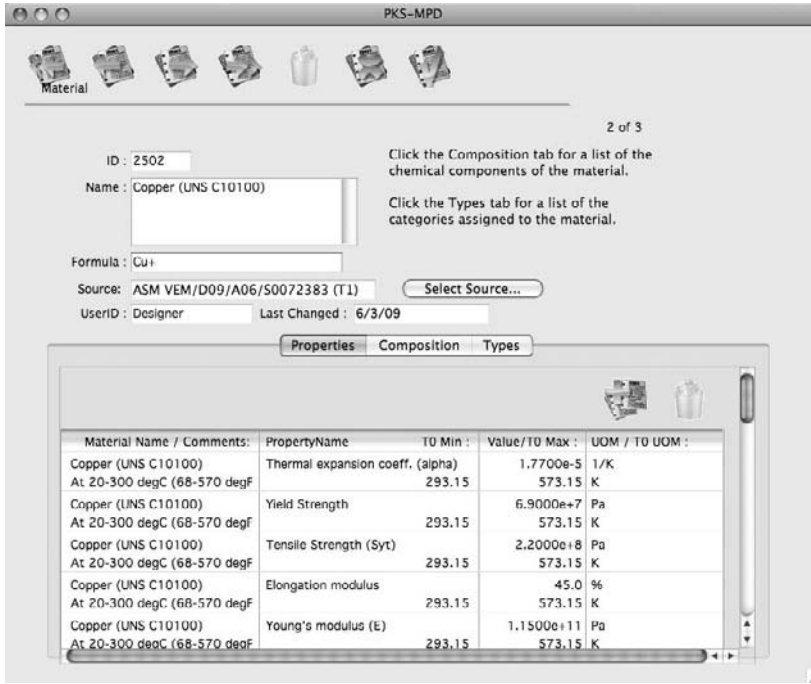 PKS-MPD
Material
2 of 3
ID : 2502
Click the Composition tab for a list of the
chemical components of the material.
Name : Copper (UNS C10100)
Click the Types tab for a list of the
categories assigned to the material.
Formula : Cu+
Source: ASM VEM/D09/A06/S0072383 (T1) Select Source...
UserID : Designer Last Changed : 6/3/09
Properties Composition Types
Material Name / Comments: PropertyName T0 Min : Value/T0 Max : UOM / T0 UOM :
Copper (UNS C10100) Thermal expansion coeff. (alpha) 1.7700e-5 1/K
At 20-300 degC (68-570 degF 293.15 573.15 K
Copper (UNS C10100) Yield Strength 6.9000e+7 Pa
At 20-300 degC (68-570 degF 293.15 573.15 K
Copper (UNS C10100) Tensile Strength (Syt) 2.2000e+8 Pa
At 20-300 degC (68-570 degF 293.15 573.15 K
Copper (UNS C10100) Elongation modulus 45.0 %
At 20-300 degC (68-570 degF 293.15 573.15 K
Copper (UNS C10100) Young's modulus (E) 1.1500e+11 Pa
At 20-300 degC (68-570 degF 293.15 573.15 K